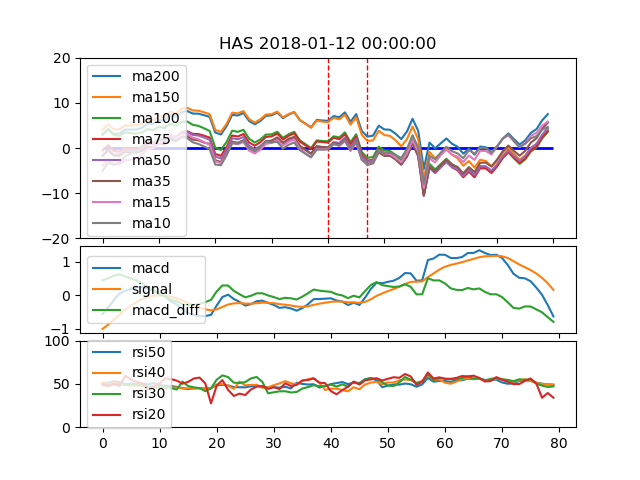 HAS 2018-01-12 00:00:00
20
10
0
−10
−20
ma200
ma150
ma100
ma75
ma50
ma35
ma15
ma10
1
0
−1
macd
signal
macd_diff
100
50
0
rsi50
rsi40
rsi30
rsi20
0 10 20 30 40 50 60 70 80